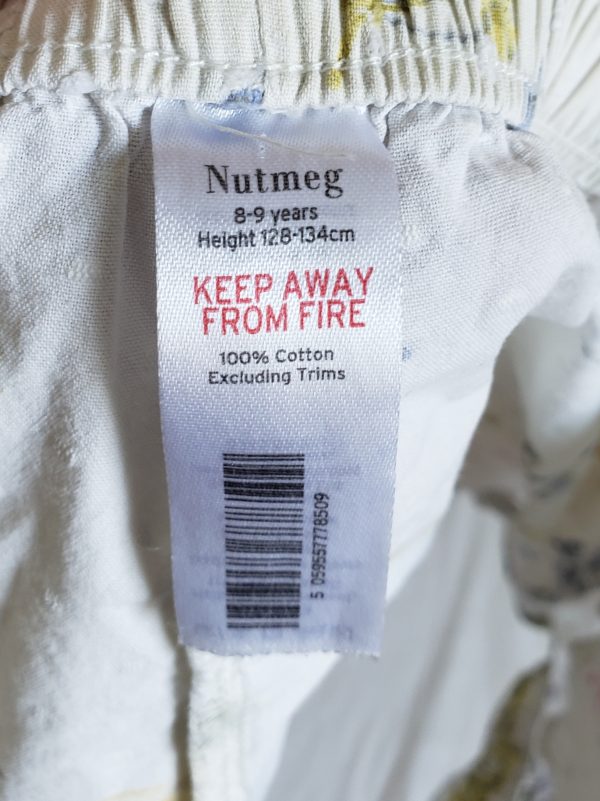 Nutmeg
8-9 years
Height 128-134cm
KEEP AWAY
FROM FIRE
100% Cotton
Excluding Trims
5 059557778509